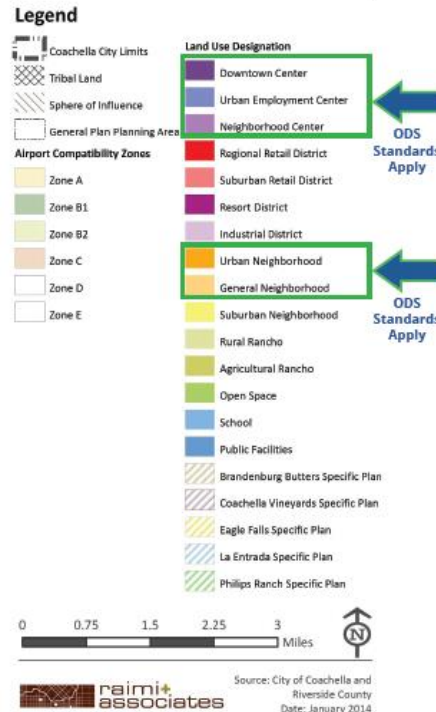 Legend
Coachella City Limits
Tribal Land
Sphere of Influence
General Plan Planning Area
Airport Compatibility Zones
Zone A
Zone B1
Zone B2
Zone C
Zone D
Zone E
Land Use Designation
Downtown Center
Urban Employment Center
Neighborhood Center
Regional Retail District
Suburban Retail District
Resort District
Industrial District
Urban Neighborhood
General Neighborhood
Suburban Neighborhood
Rural Rancho
Agricultural Rancho
Open Space
School
Public Facilities
Brandenburg Butters Specific Plan
Coachella Vineyards Specific Plan
Eagle Falls Specific Plan
La Entrada Specific Plan
Philips Ranch Specific Plan
ODS
Standards
Apply
ODS
Standards
Apply
0 0.75 1.5 2.25 3
Miles
N
raimi+
associates
Source: City of Coachella and
Riverside County
Date: January 2014